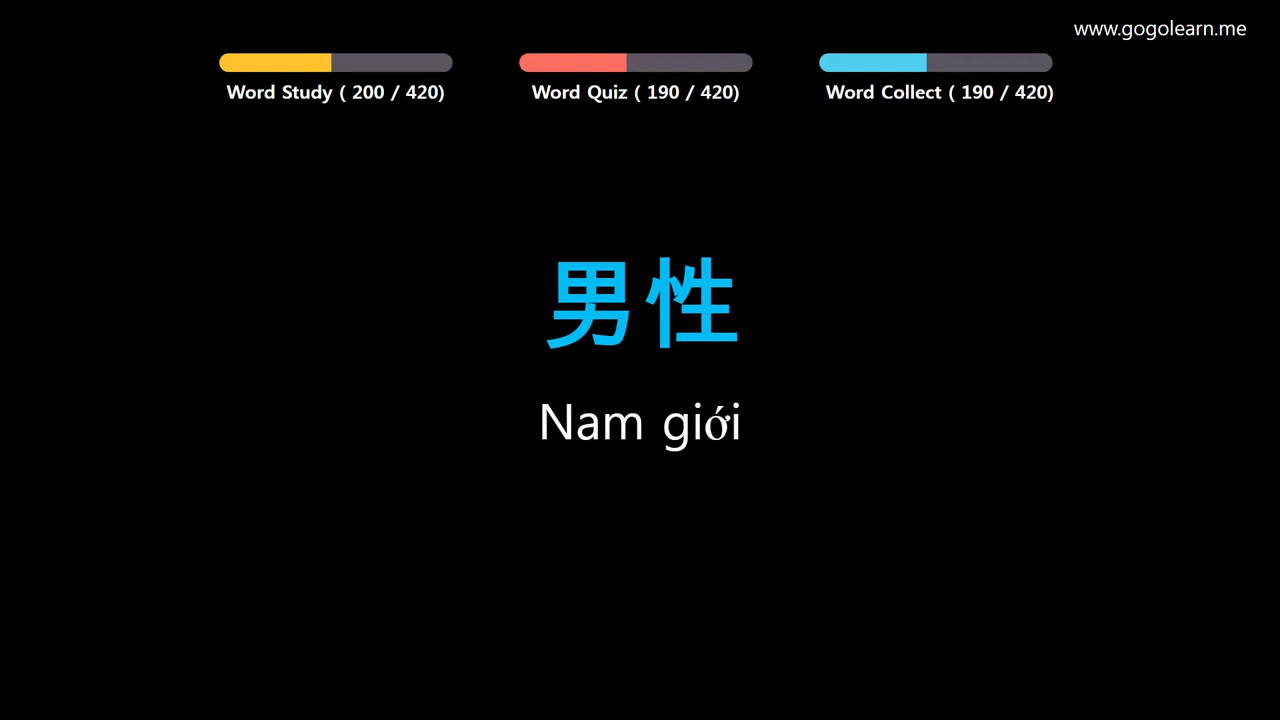 www.gogolearn.me
Word Study ( 200 / 420)
Word Quiz ( 190 / 420)
Word Collect ( 190 / 420)
男性
Nam giới